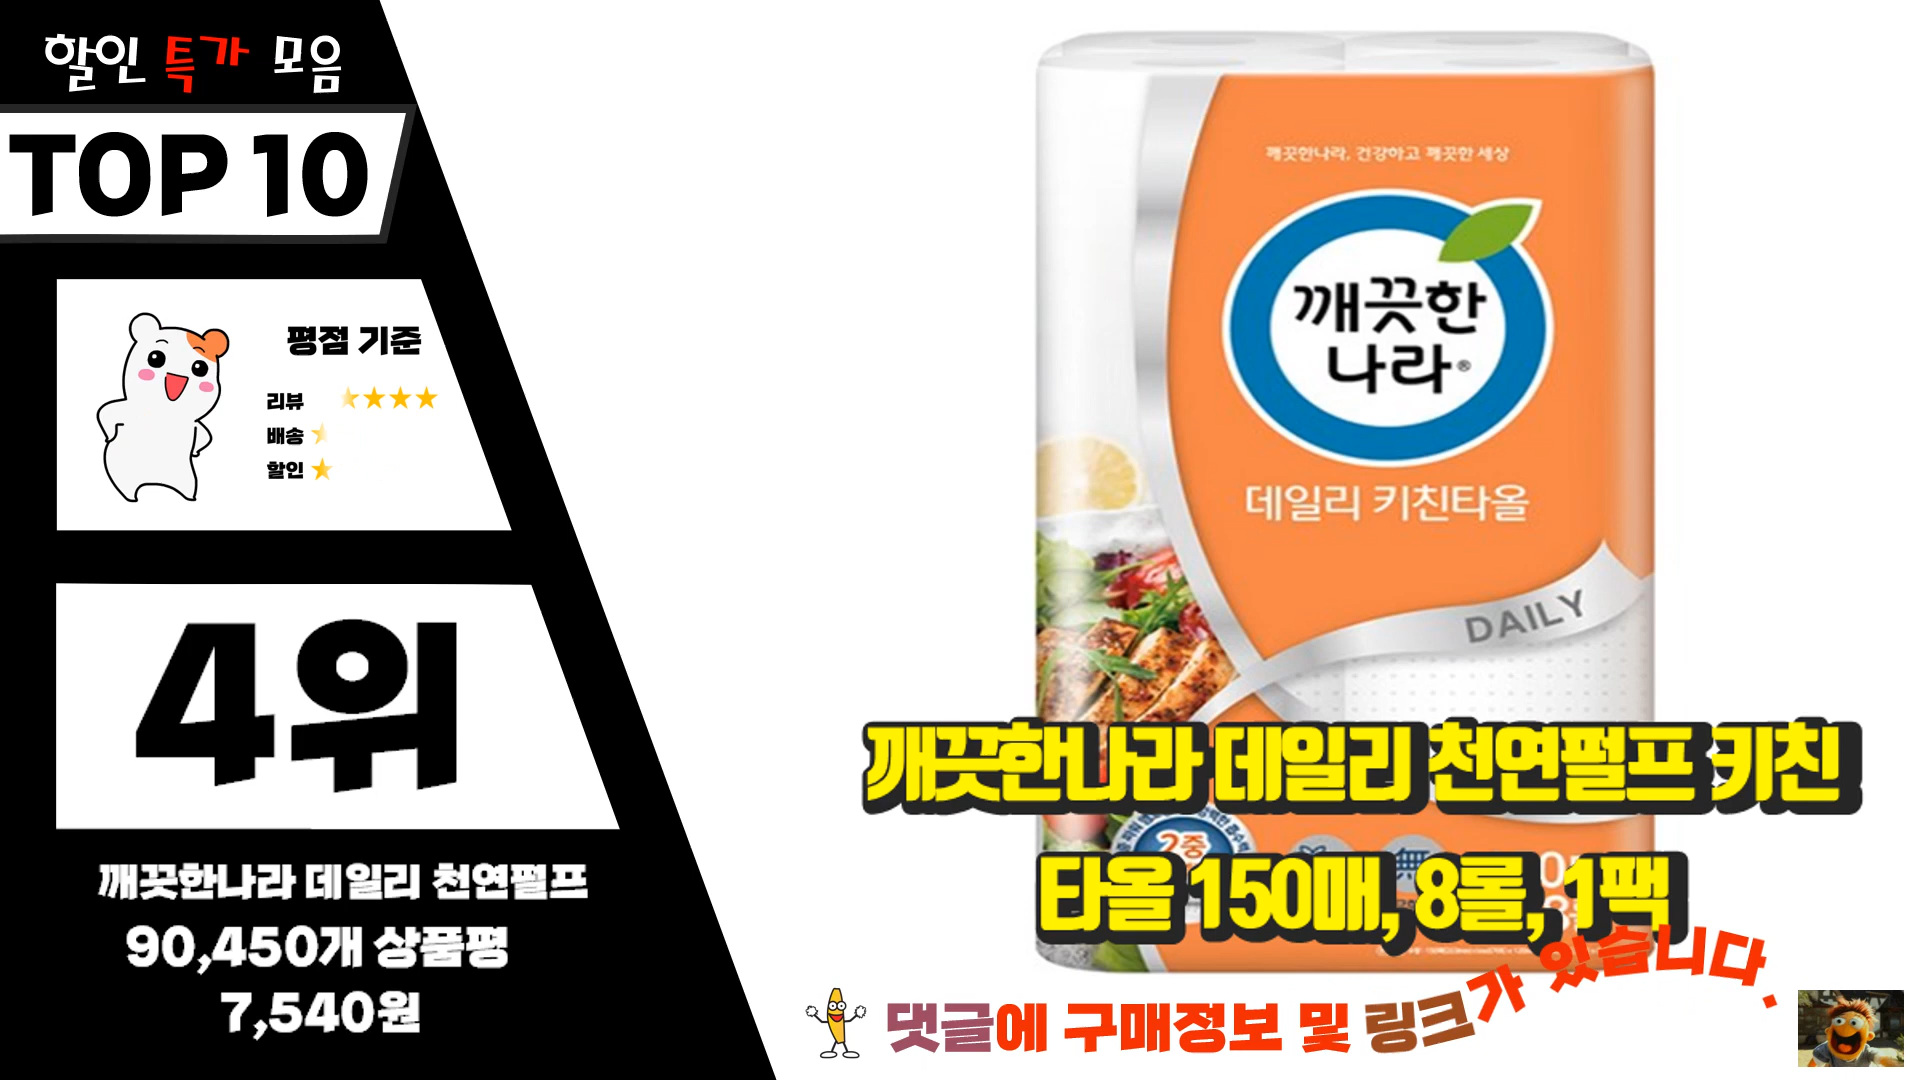 할인 특가 모음
TOP 10
평점 기준
리뷰
배송
할인
4위
깨끗한나라 데일리 천연펄프
90,450개 상품평
7,540원
깨끗한나라, 건강하고 깨끗한 세상
깨끗한
나라®
데일리 키친타올
DAILY
2중
無
깨끗한나라 데일리 천연펄프 키친
타올 150매, 8롤, 1팩
댓글에 구매정보 및 링크가 있습니다.